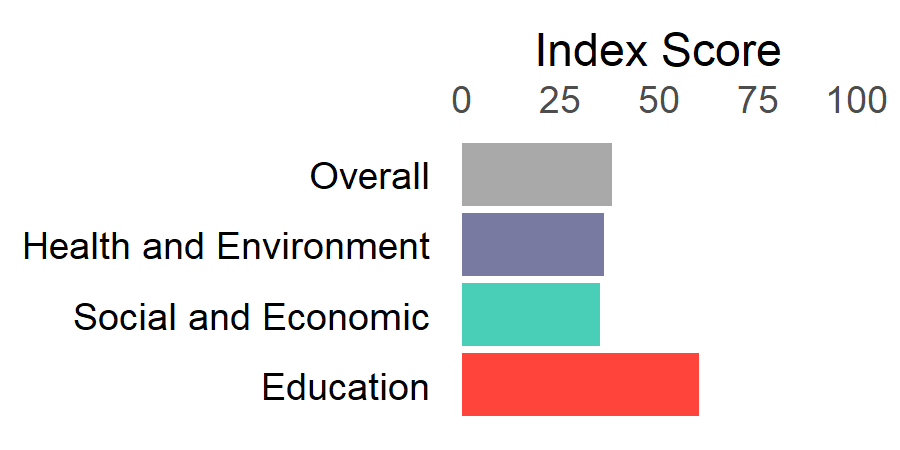 Index Score
0 25 50 75 100
Overall
Health and Environment
Social and Economic
Education